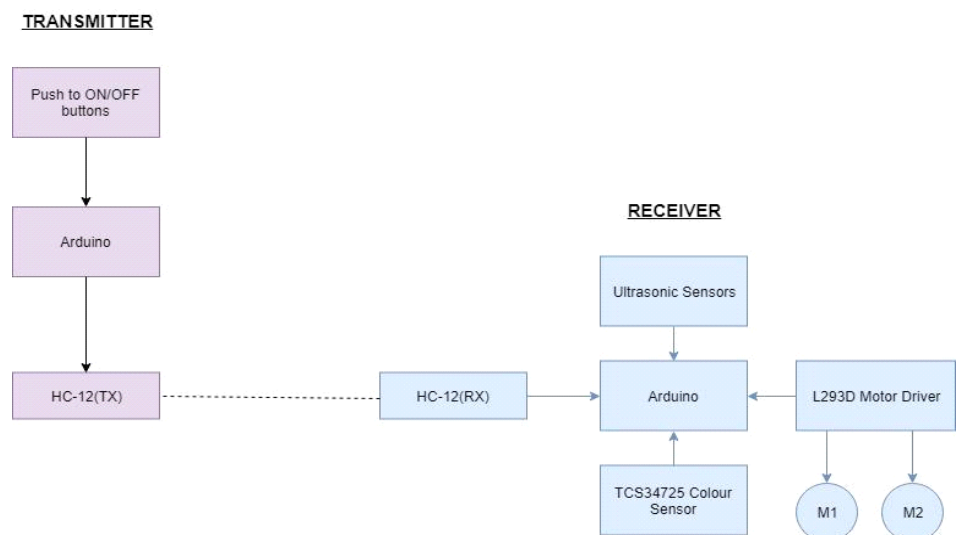 TRANSMITTER
Push to ON/OFF
buttons
Arduino
HC-12(TX)
RECEIVER
Ultrasonic Sensors
HC-12(RX)
Arduino
L293D Motor Driver
TCS34725 Colour
Sensor
M1
M2